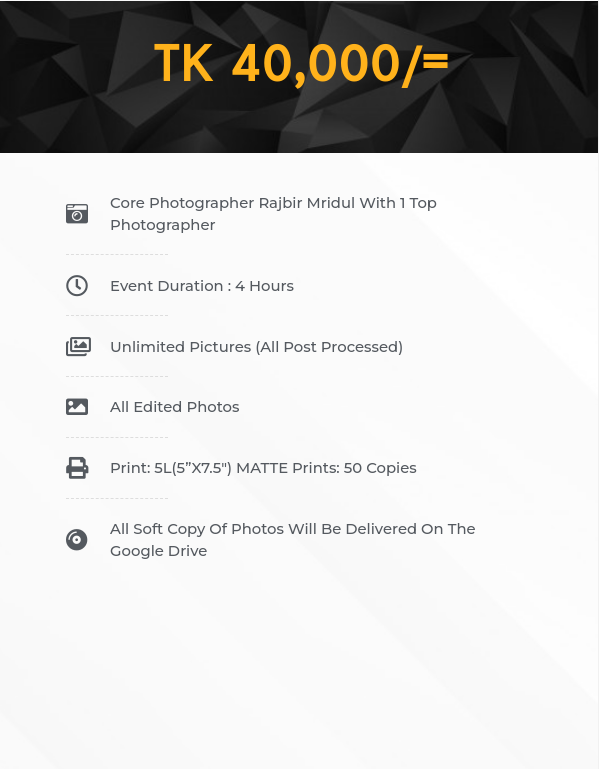 TK 40,000/=
Core Photographer Rajbir Mridul With 1 Top
Photographer
Event Duration : 4 Hours
Unlimited Pictures (All Post Processed)
All Edited Photos
Print: 5L(5”X7.5") MATTE Prints: 50 Copies
All Soft Copy Of Photos Will Be Delivered On The
Google Drive